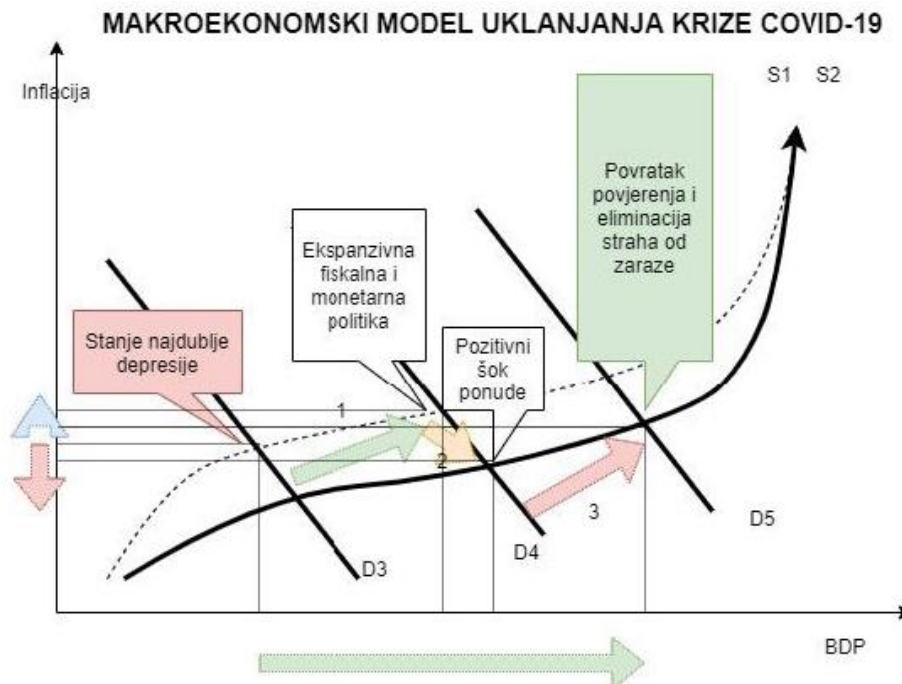 MAKROEKONOMSKI MODEL UKLANJANJA KRIZE COVID-19
Inflacija
S1
S2
Povratak
povjerenja i
eliminacija
straha od
zaraze
Ekspanzivna
fiskalna i
monetarna
politika
Stanje najdublje
depresije
Pozitivni
šok
ponude
1
2
3
D3
D4
D5
BDP